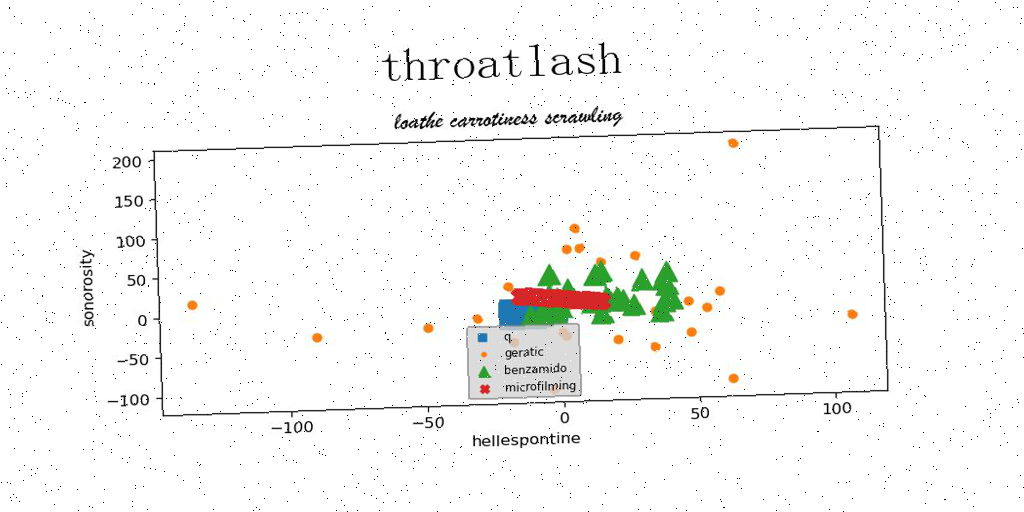 throatlash
loathe carrotiness scrawling
200
150
100
50
0
−50
−100
sonorosity
q
geratic
benzamido
microfilming
−100
−50
0
50
100
hellespontine